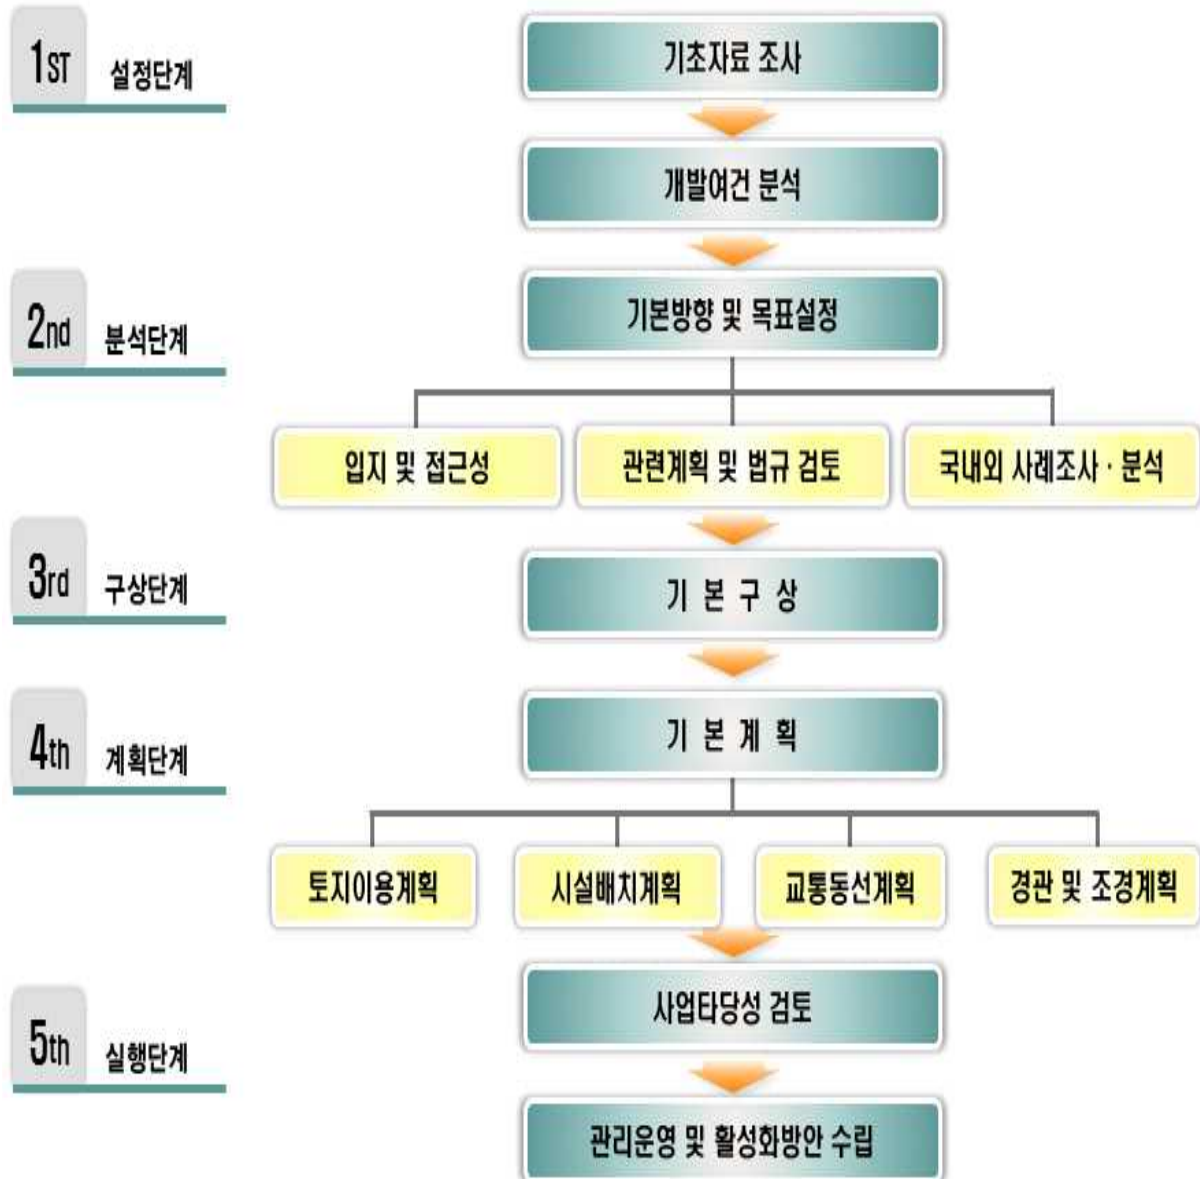 1ST 설정단계
기초자료 조사
개발여건 분석
2nd 분석단계
기본방향 및 목표설정
입지 및 접근성
관련계획 및 법규 검토
국내외 사례조사 · 분석
3rd 구상단계
기 본 구 상
4th 계획단계
기 본 계 획
토지이용계획
시설배치계획
교통동선계획
경관 및 조경계획
5th 실행단계
사업타당성 검토
관리운영 및 활성화방안 수립